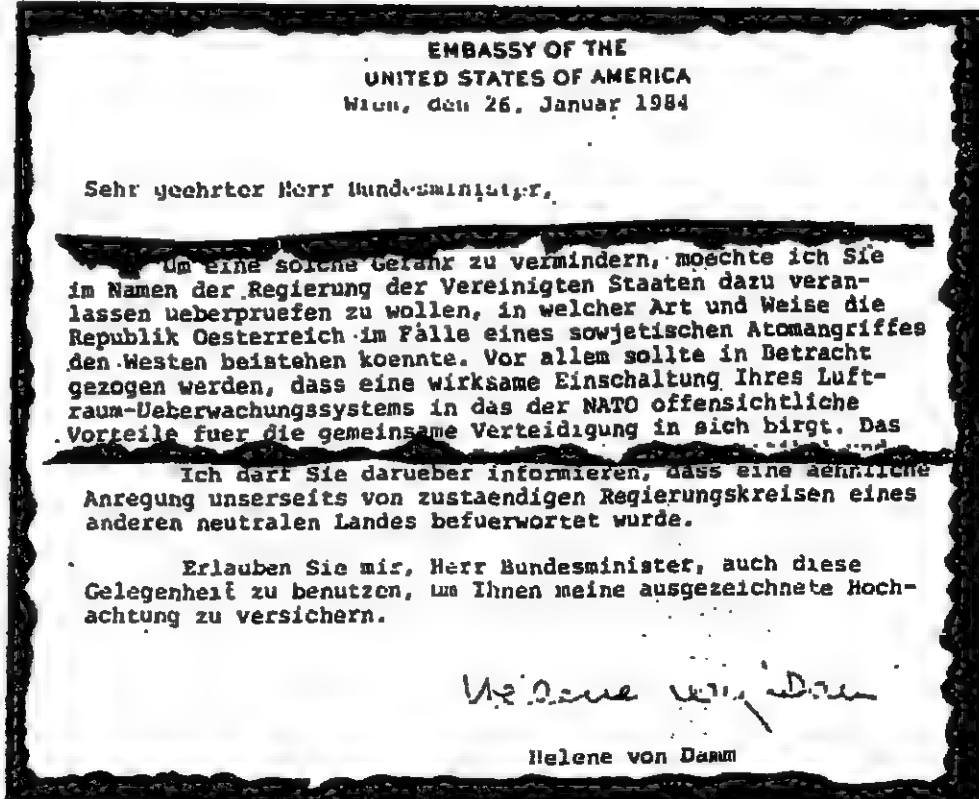 EMBASSY OF THE
UNITED STATES OF AMERICA
Wien, den 26. Januar 1984
Sehr geehrter Herr Bundesminister,
Um eine solche Gefahr zu vermindern, moechte ich Sie
im Namen der Regierung der Vereinigten Staaten dazu veran-
lassen ueberpruefen zu wollen, in welcher Art und Weise die
Republik Oesterreich im Falle eines sowjetischen Atomangriffes
den Westen beistehen koennte. Vor allem sollte in Betracht
gezogen werden, dass eine wirksame Einschaltung Ihres Luft-
raum-Ueberwachungssystems in das der NATO offensichtliche
Vorteile fuer die gemeinsame Verteidigung in sich birgt. Das
und
Ich darf Sie darueber informieren, dass eine aehnliche
Anregung unserseits von zustaendigen Regierungskreisen eines
anderen neutralen Landes befuerwortet wurde.
Erlauben Sie mir, Herr Bundesminister, auch diese
Gelegenheit zu benutzen, um Ihnen meine ausgezeichnete Hoch-
achtung zu versichern.
Helene von Damm
Helene von Damm